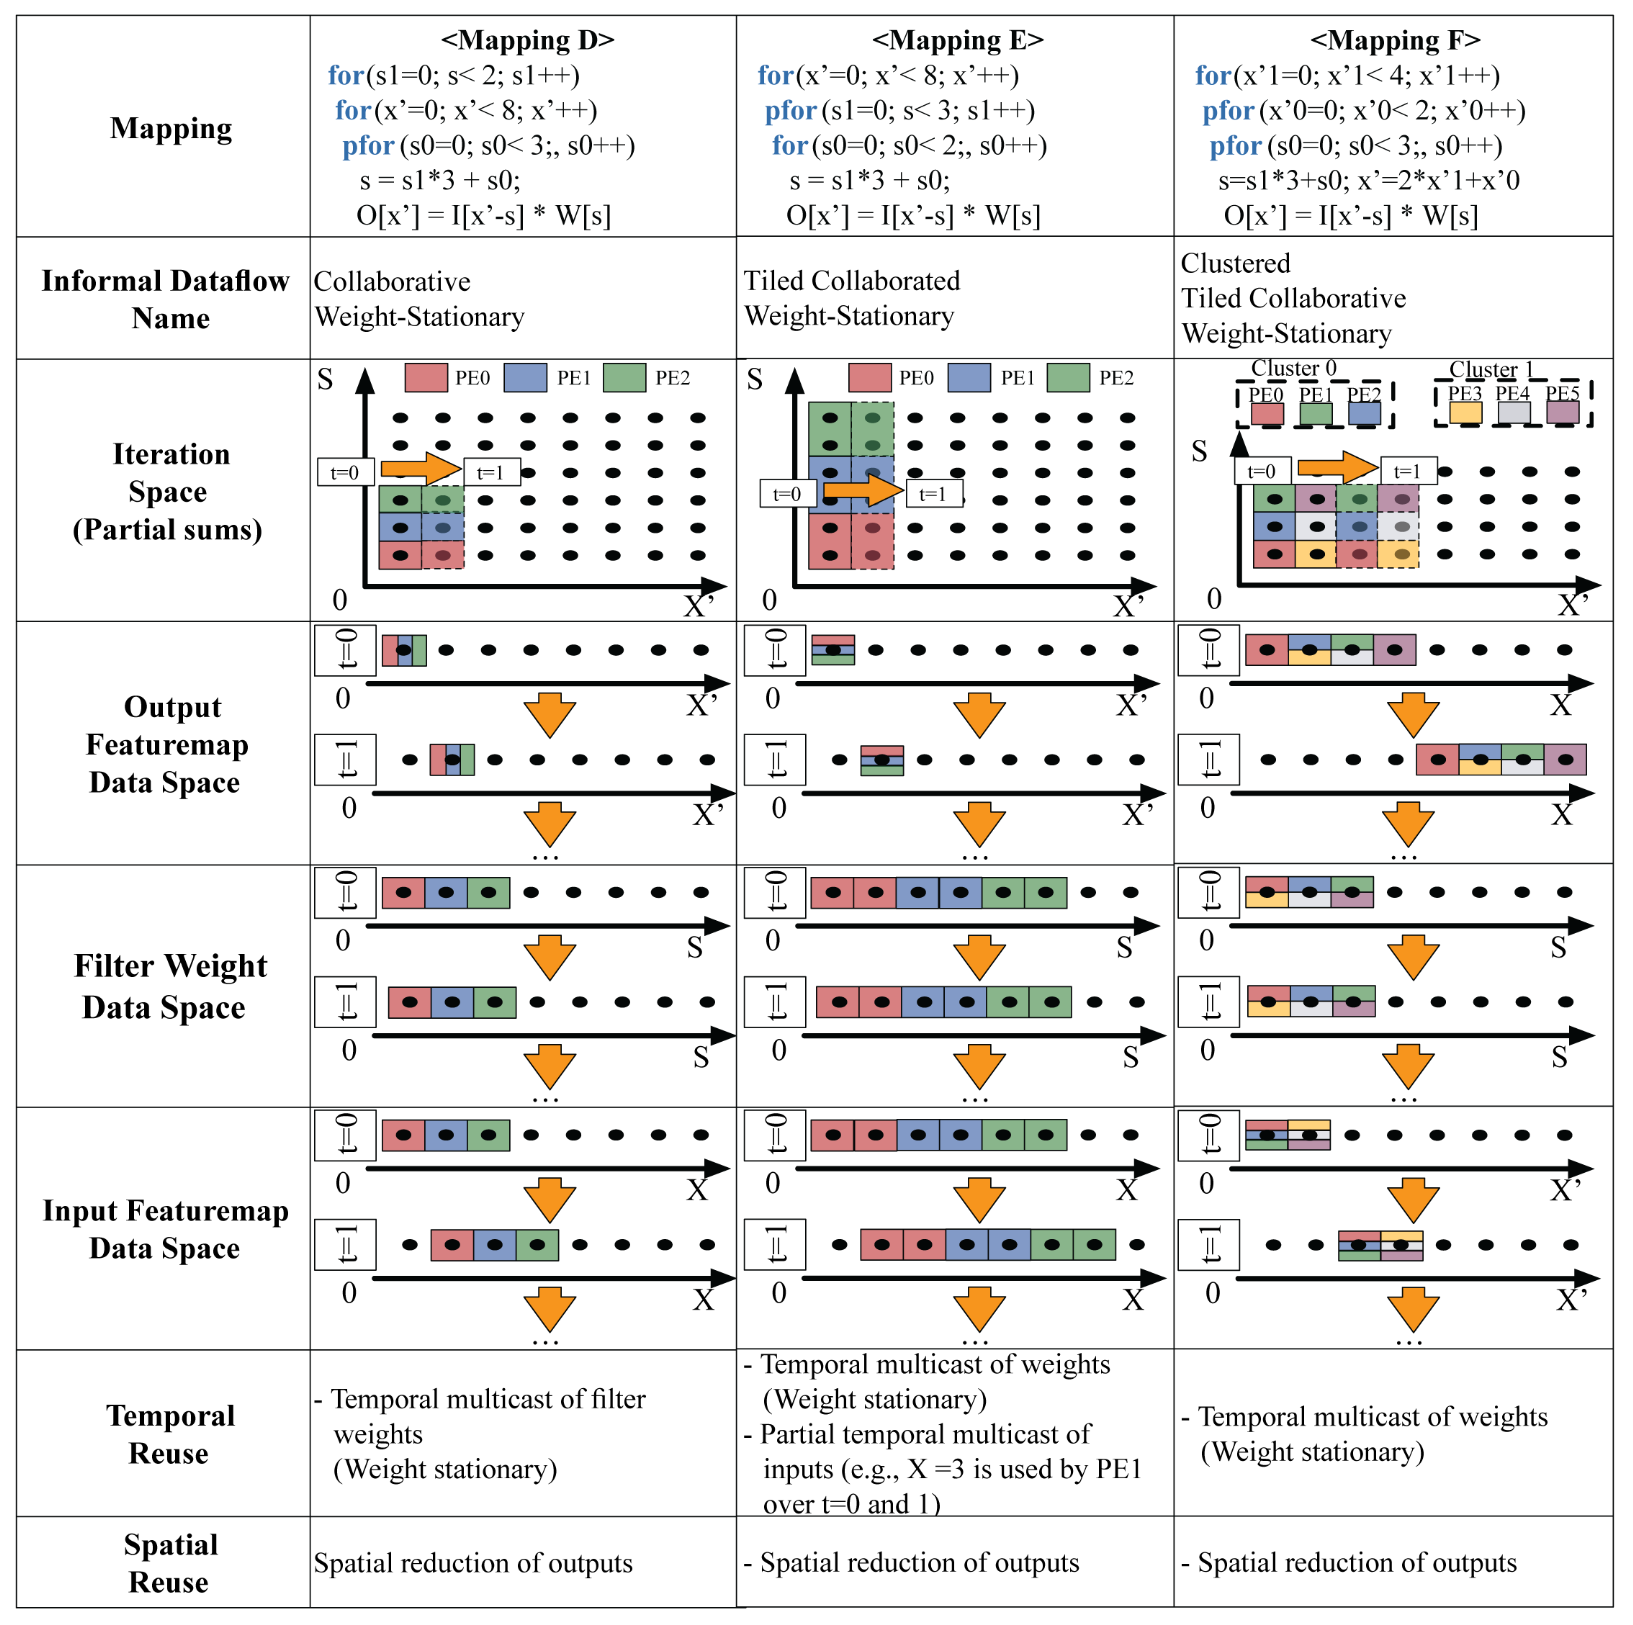 Mapping
<Mapping D>
for(s1=0; s< 2; s1++)
for(x’=0; x’< 8; x’++)
pfor(s0=0; s0< 3;, s0++)
s = s1*3 + s0;
O[x’] = I[x’-s] * W[s]
<Mapping E>
for(x’=0; x’< 8; x’++)
pfor(s1=0; s< 3; s1++)
for(s0=0; s0< 2;, s0++)
s = s1*3 + s0;
O[x’] = I[x’-s] * W[s]
<Mapping F>
for(x’1=0; x’1< 4; x’1++)
pfor(x’0=0; x’0< 2; x’0++)
pfor(s0=0; s0< 3;, s0++)
s=s1*3+s0; x’=2*x’1+x’0
O[x’] = I[x’-s] * W[s]
Informal Dataflow
Name
Collaborative
Weight-Stationary
Tiled Collaborated
Weight-Stationary
Clustered
Tiled Collaborative
Weight-Stationary
Iteration
Space
(Partial sums)
S
PE0 PE1 PE2
t=0 t=1
0 X’
S
PE0 PE1 PE2
t=0 t=1
0 X’
Cluster 0 Cluster 1
PE0 PE1 PE2 PE3 PE4 PE5
S
t=0 t=1
0 X’
Output
Featuremap
Data Space
t=0
0 X’
t=1
0 X’
...
t=0
0 X’
t=1
0 X’
...
t=0
0 X
t=1
0 X
...
Filter Weight
Data Space
t=0
0 S
t=1
0 S
...
t=0
0 S
t=1
0 S
...
t=0
0 S
t=1
0 S
...
Input Featuremap
Data Space
t=0
0 X
t=1
0 X
...
t=0
0 X
t=1
0 X
...
t=0
0 X’
t=1
0 X’
...
Temporal
Reuse
- Temporal multicast of filter
weights
(Weight stationary)
- Temporal multicast of weights
(Weight stationary)
- Partial temporal multicast of
inputs (e.g., X =3 is used by PE1
over t=0 and 1)
- Temporal multicast of weights
(Weight stationary)
Spatial
Reuse
Spatial reduction of outputs
- Spatial reduction of outputs
- Spatial reduction of outputs